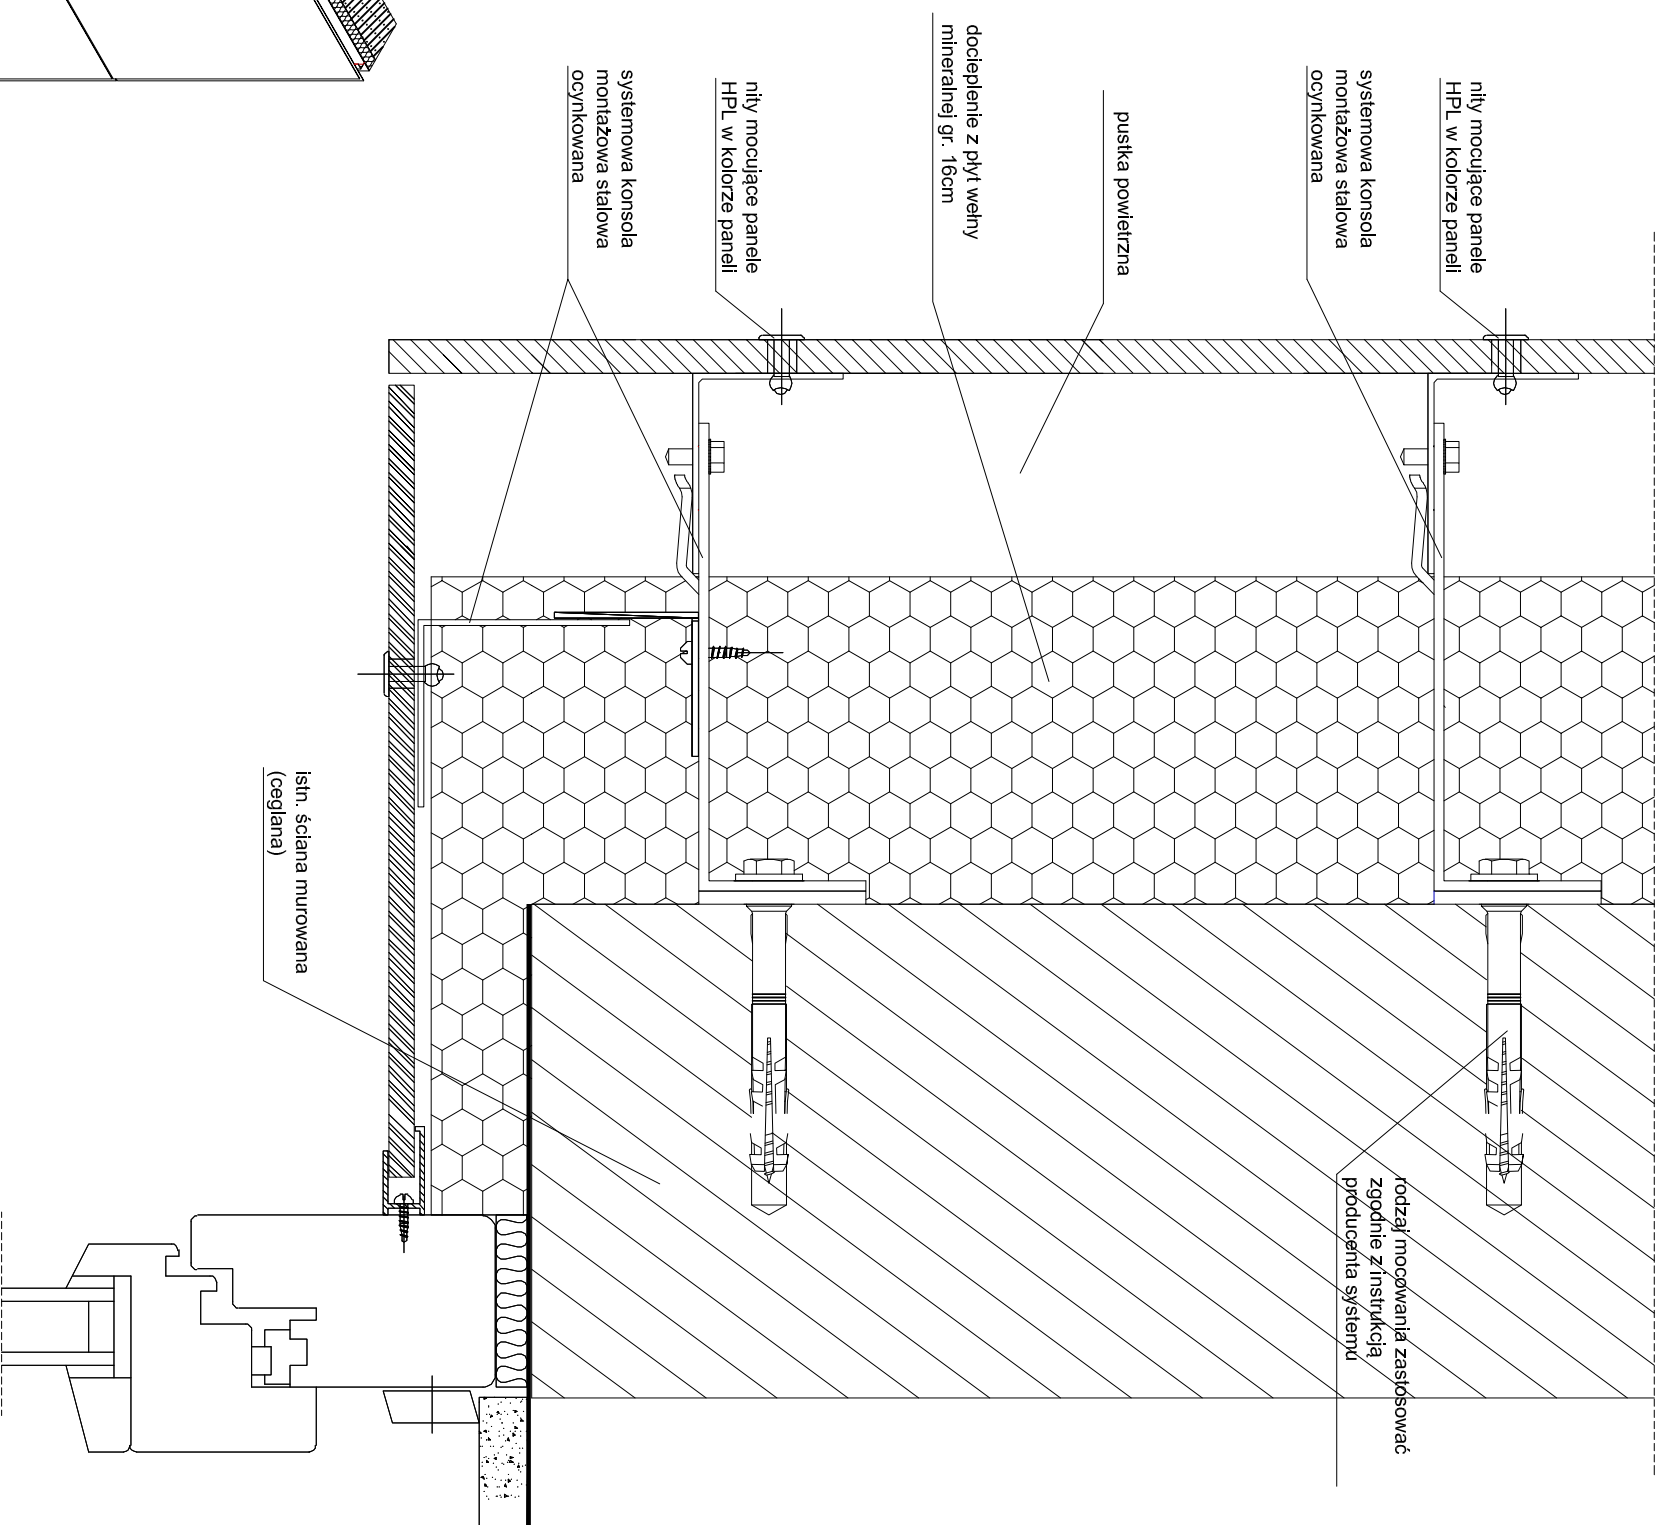 nity mocujące panele
HPL w kolorze paneli
systemowa konsola
montażowa stalowa
ocynkowana
pustka powietrzna
docieplenie z płyt wełny
mineralnej gr. 16cm
nity mocujące panele
HPL w kolorze paneli
systemowa konsola
montażowa stalowa
ocynkowana
rodzaj mocowania zastosować
zgodnie z instrukcją
producenta systemu
istn. ściana murowana
(ceglana)